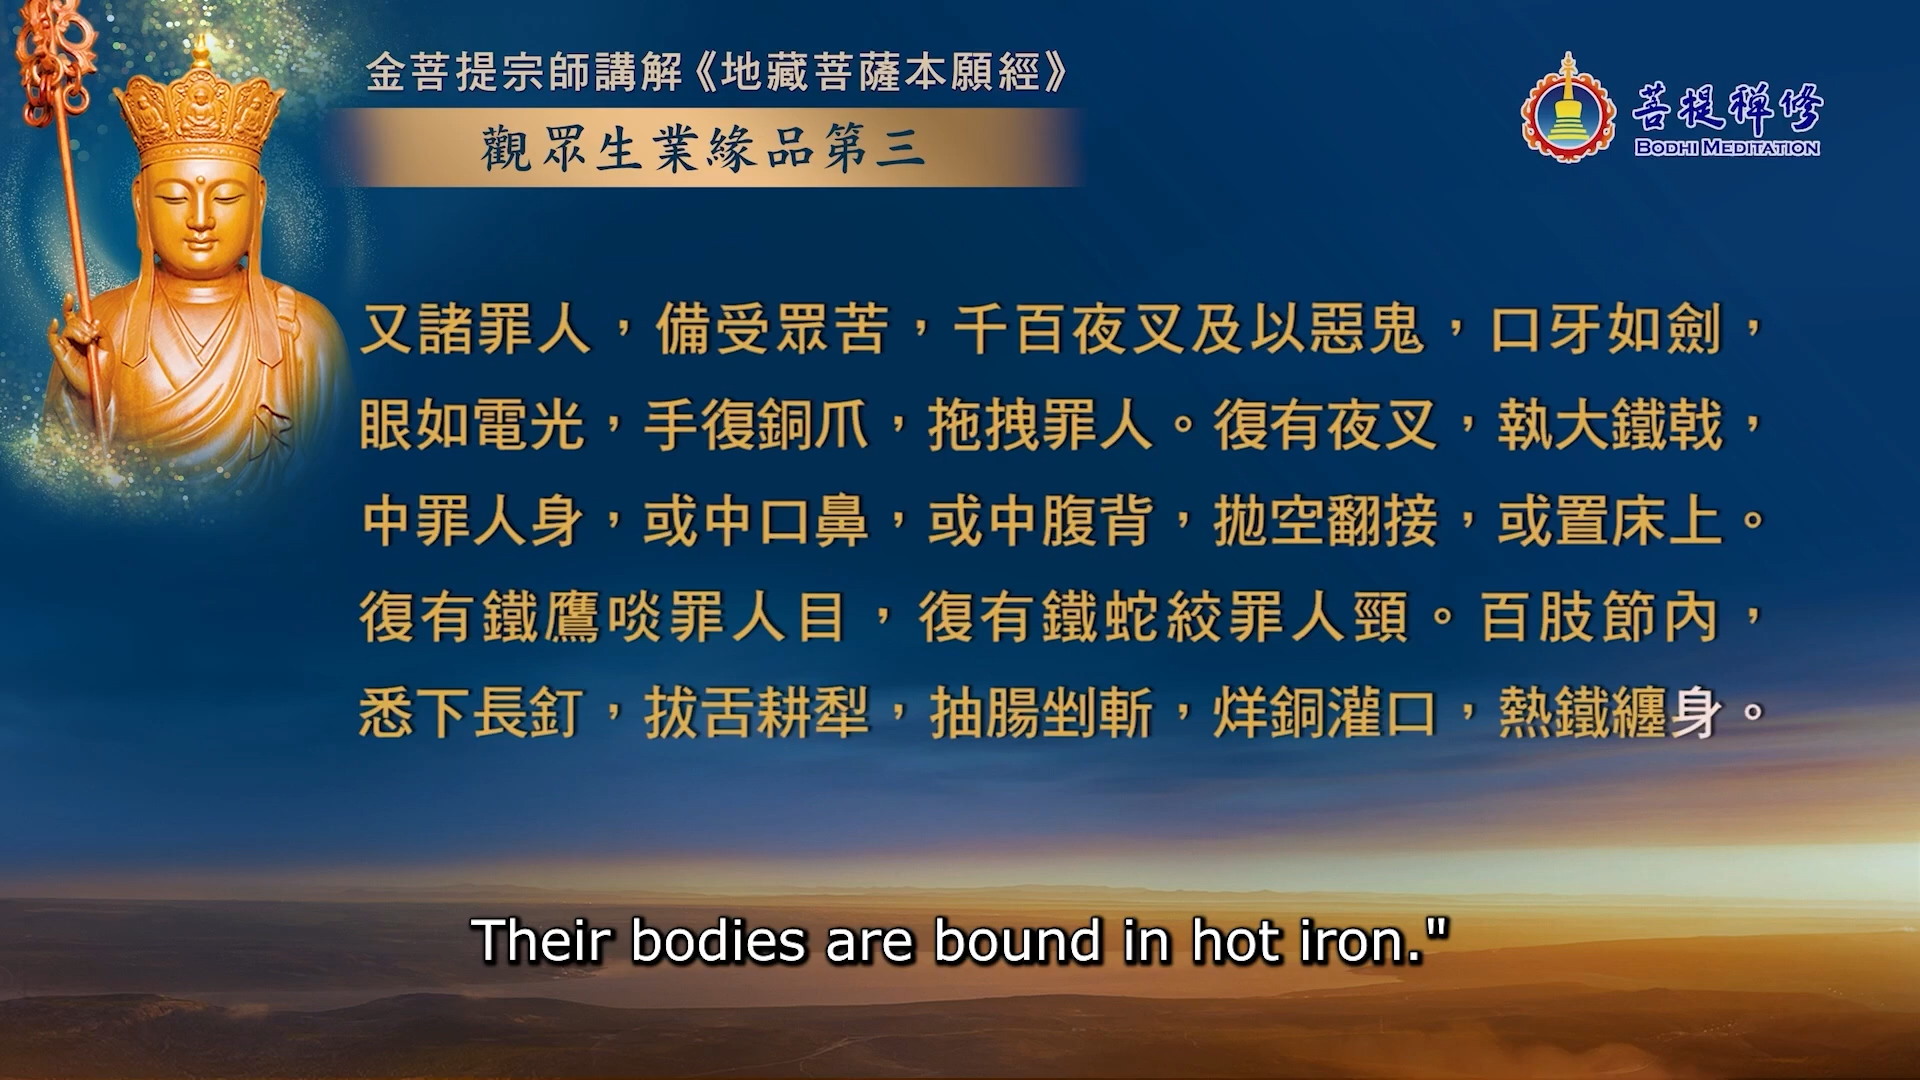 金菩提宗師講解《地藏菩薩本願經》
觀眾生業緣品第三
菩提禪修
BODHI MEDITATION
又諸罪人，備受眾苦，千百夜叉及以惡鬼，口牙如劍，
眼如電光，手復銅爪，拖拽罪人。復有夜叉，執大鐵戟，
中罪人身，或中口鼻，或中腹背，拋空翻接，或置床上。
復有鐵鷹啖罪人目，復有鐵蛇絞罪人頸。百肢節內，
悉下長釘，拔舌耕犁，抽腸剉斬，烊銅灌口，熱鐵纏身。
Their bodies are bound in hot iron."